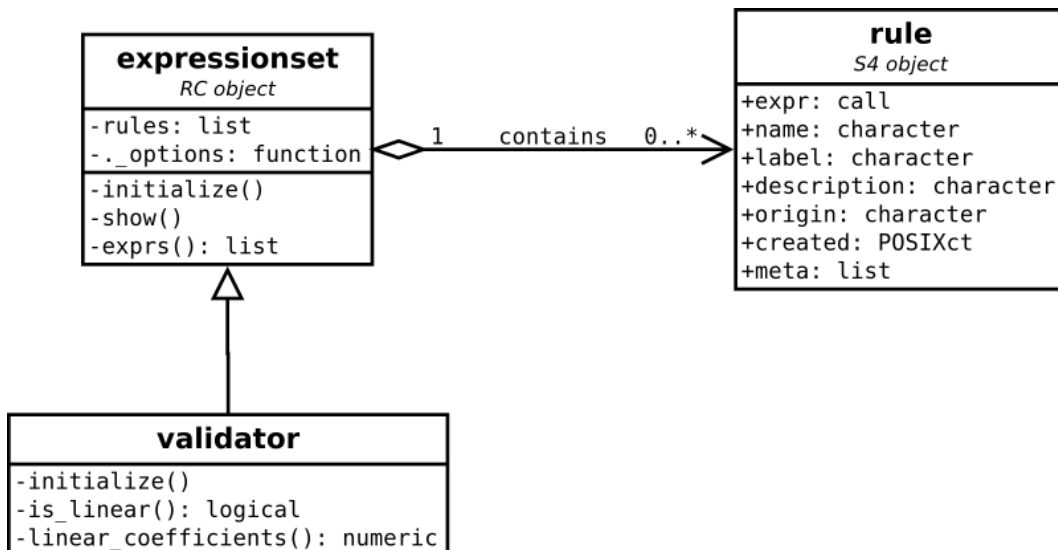 expressionset
RC object
-rules: list
-._options: function
-initialize()
-show()
-exprs(): list
1 contains 0..*
rule
S4 object
+expr: call
+name: character
+label: character
+description: character
+origin: character
+created: POSIXct
+meta: list
validator
-initialize()
-is_linear(): logical
-linear_coefficients(): numeric